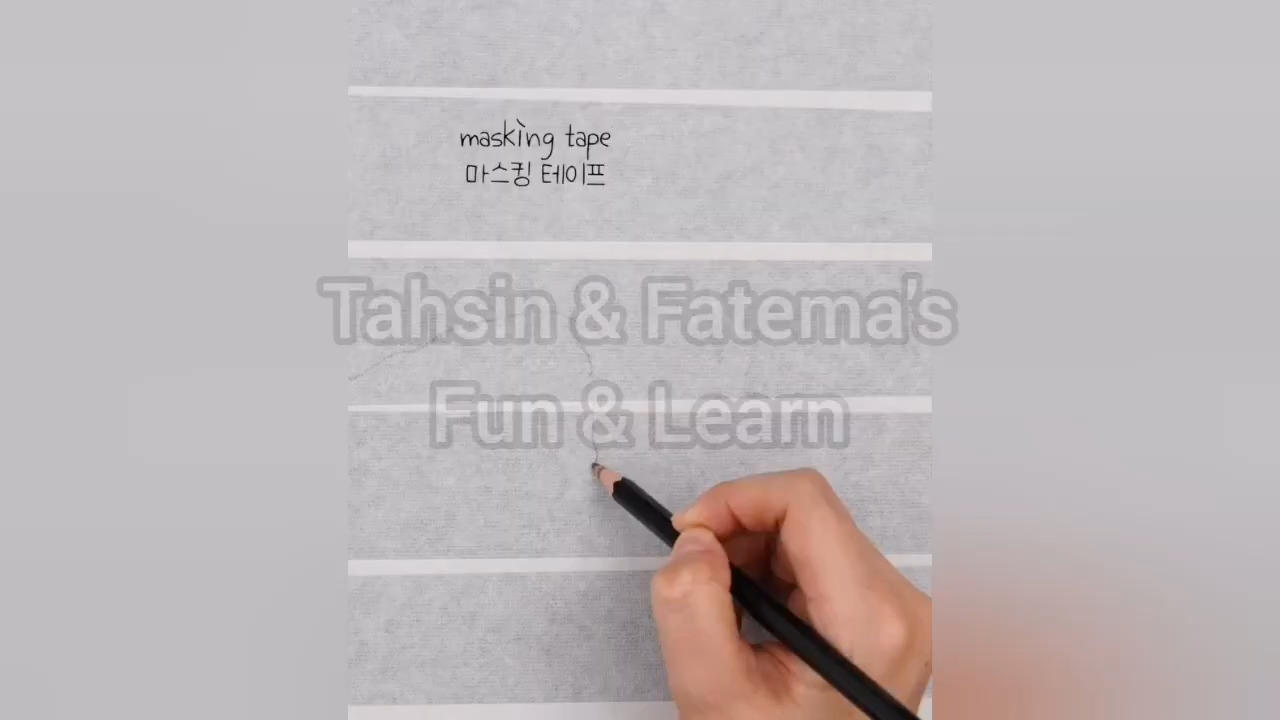 masking tape
마스킹 테이프
Tahsin & Fatema's
Fun & Learn